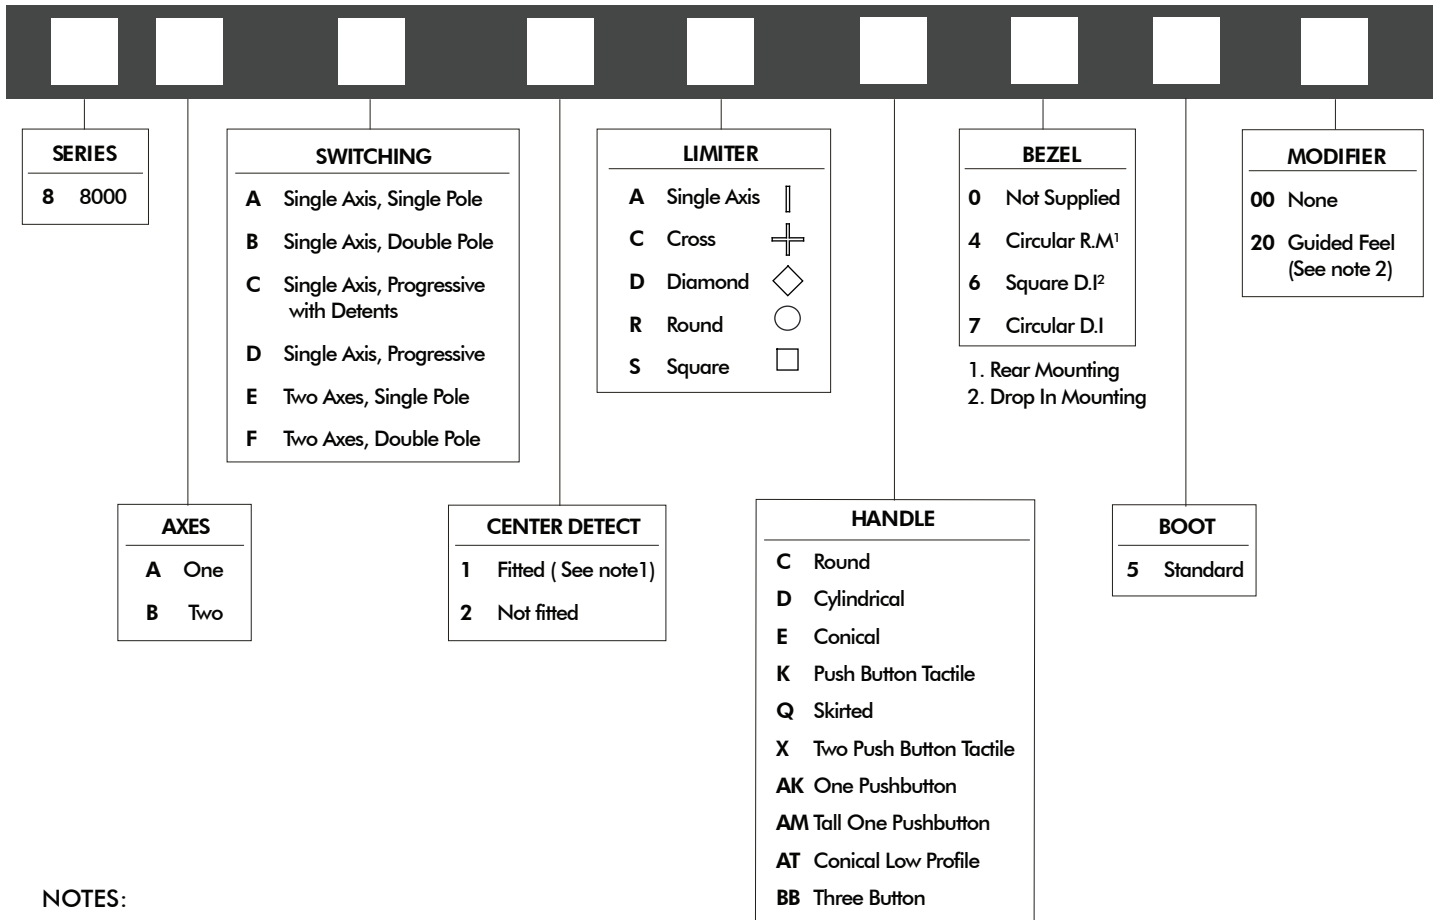 SERIES
8 8000
SWITCHING
A Single Axis, Single Pole
B Single Axis, Double Pole
C Single Axis, Progressive
with Detents
D Single Axis, Progressive
E Two Axes, Single Pole
F Two Axes, Double Pole
LIMITER
A Single Axis
C Cross
D Diamond
R Round
S Square
BEZEL
0 Not Supplied
4 Circular R.M¹
6 Square D.I²
7 Circular D.I
1. Rear Mounting
2. Drop In Mounting
MODIFIER
00 None
20 Guided Feel
(See note 2)
AXES
A One
B Two
CENTER DETECT
1 Fitted ( See note1)
2 Not fitted
HANDLE
C Round
D Cylindrical
E Conical
K Push Button Tactile
Q Skirted
X Two Push Button Tactile
AK One Pushbutton
AM Tall One Pushbutton
AT Conical Low Profile
BB Three Button
BOOT
5 Standard
NOTES: